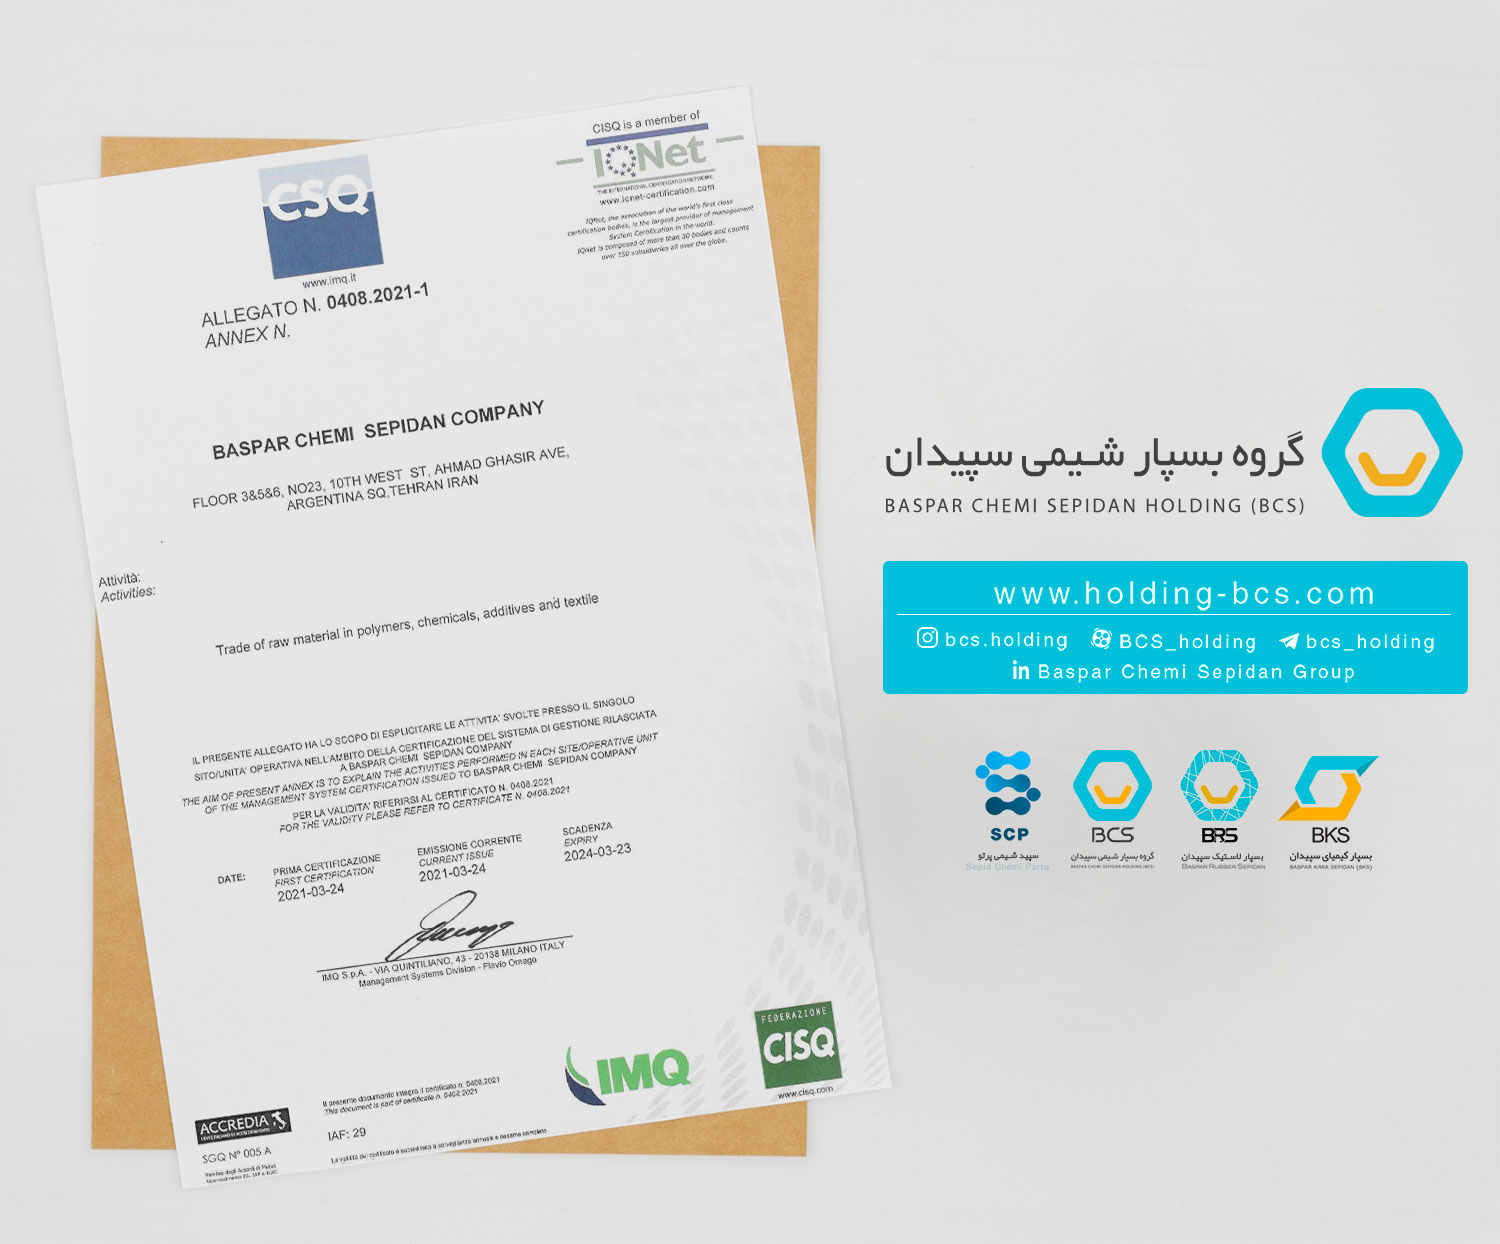 CSQ
www.imq.it
CISQ is a member of
IQNet
THE INTERNATIONAL CERTIFICATION NETWORK
www.iqnet-certification.com
IQNet, the association of the world's first class
certification bodies, is the largest provider of management
System Certification in the world.
IQNet is composed of more than 30 bodies and counts
over 150 subsidiaries all over the globe.
ALLEGATO N. 0408.2021-1
ANNEX N.
BASPAR CHEMI SEPIDAN COMPANY
FLOOR 3&5&6, NO23, 10TH WEST ST, AHMAD GHASIR AVE,
ARGENTINA SQ,TEHRAN IRAN
Attività:
Activities:
Trade of raw material in polymers, chemicals, additives and textile
IL PRESENTE ALLEGATO HA LO SCOPO DI ESPLICITARE LE ATTIVITA' SVOLTE PRESSO IL SINGOLO
SITO/UNITA' OPERATIVA NELL'AMBITO DELLA CERTIFICAZIONE DEL SISTEMA DI GESTIONE RILASCIATA
A BASPAR CHEMI SEPIDAN COMPANY
THE AIM OF PRESENT ANNEX IS TO EXPLAIN THE ACTIVITIES PERFORMED IN EACH SITE/OPERATIVE UNIT
OF THE MANAGEMENT SYSTEM CERTIFICATION ISSUED TO BASPAR CHEMI SEPIDAN COMPANY
PER LA VALIDITA' RIFERIRSI AL CERTIFICATO N. 0408.2021
FOR THE VALIDITY PLEASE REFER TO CERTIFICATE N. 0408.2021
DATE:
PRIMA CERTIFICAZIONE
FIRST CERTIFICATION
2021-03-24
EMISSIONE CORRENTE
CURRENT ISSUE
2021-03-24
SCADENZA
EXPIRY
2024-03-23
IMQ S.p.A. - VIA QUINTILIANO, 43 - 20138 MILANO ITALY
Management Systems Division - Flavio Ornago
IMQ
FEDERAZIONE
CISQ
www.cisq.com
ACCREDIA
SGQ N° 005 A
Il presente documento integra il certificato n. 0408.2021
This document is part of certificate n. 0408.2021
IAF: 29
La validità del certificato è subordinata a sorveglianza annuale e riesame completo
گروه بسپار شیمی سپیدان
BASPAR CHEMI SEPIDAN HOLDING (BCS)
www.holding-bcs.com
bcs.holding BCS_holding bcs_holding
in Baspar Chemi Sepidan Group
SCP
سپید شیمی پرتو
Sepid Chemi Parto
BCS
گروه بسپار شیمی سپیدان
BASPAR CHEMI SEPIDAN HOLDING (BCS)
BRS
بسپار لاستیک سپیدان
BASPAR RUBBER SEPIDAN
BKS
بسپار کیمیای سپیدان
BASPAR KIMIA SEPIDAN (BKS)